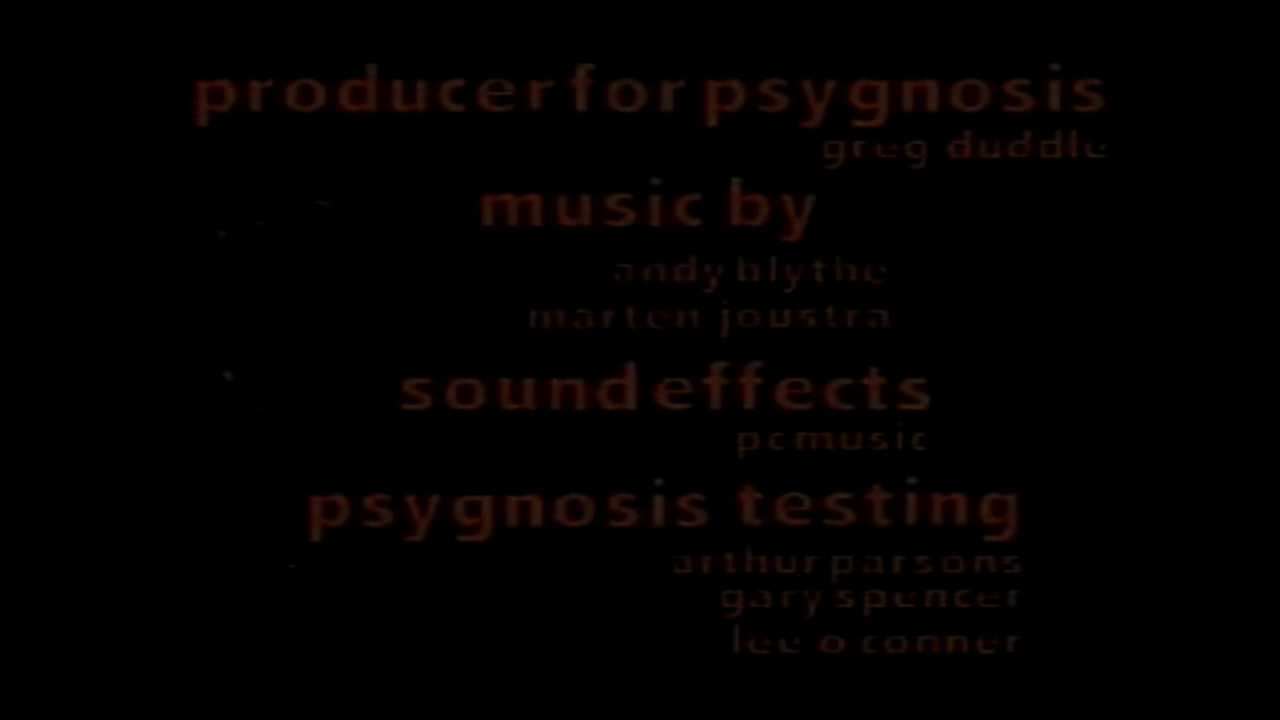 producer for psygnosis
greg duddle
music by
andy blythe
marten joustra
sound effects
pc music
psygnosis testing
arthur parsons
gary spencer
lee o conner